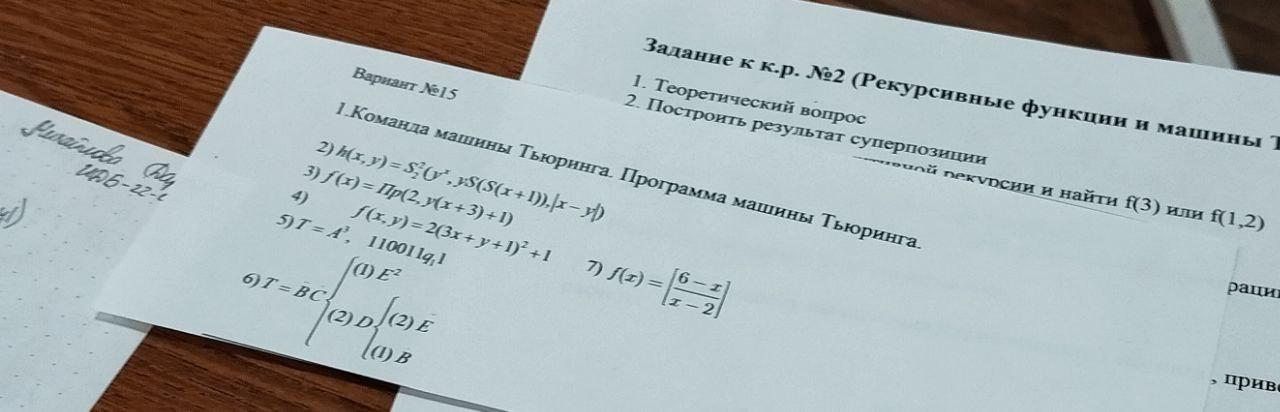 Вариант №15
1.Команда машины Тьюринга. Программа машины Тьюринга.
2) h(x, y) = S₂²(yˣ, yS(S(x+1)),|x − y|)
3) f(x) = Пр(2, y(x+3)+1)
4) f(x, y) = 2(3x + y +1)² +1
5) T = A³, 110011q₁1
6) T = BC {(1) E²
(2) D {(2) E
(1) B
7) f(x) = [6 − x / x − 2]
Задание к к.р. №2 (Рекурсивные функции и машины Т
1. Теоретический вопрос
2. Построить результат суперпозиции
рекурсии и найти f(3) или f(1,2)
раци
, прив
Михайлова